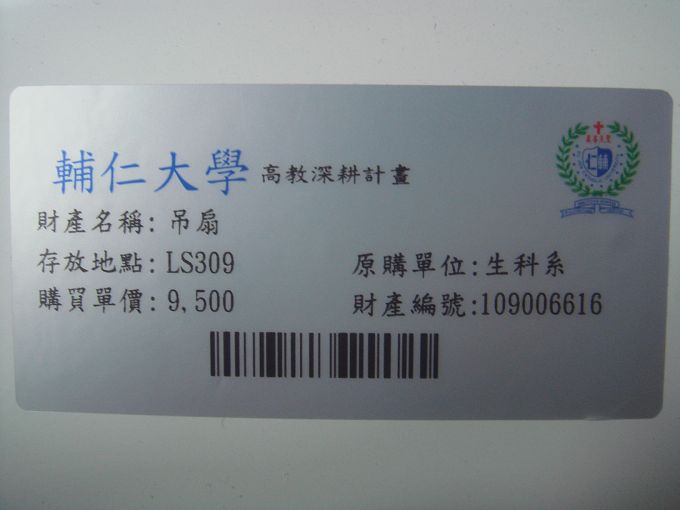 輔仁大學 高教深耕計畫
財產名稱: 吊扇
存放地點: LS309 原購單位: 生科系
購買單價: 9,500 財產編號:109006616